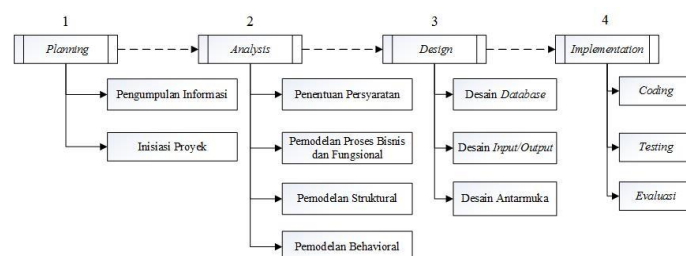 1 2 3 4
Planning Analysis Design Implementation
Pengumpulan Informasi Penentuan Persyaratan Desain Database Coding
Inisiasi Proyek Pemodelan Proses Bisnis
dan Fungsional Desain Input/Output Testing
Pemodelan Struktural Desain Antarmuka Evaluasi
Pemodelan Behavioral